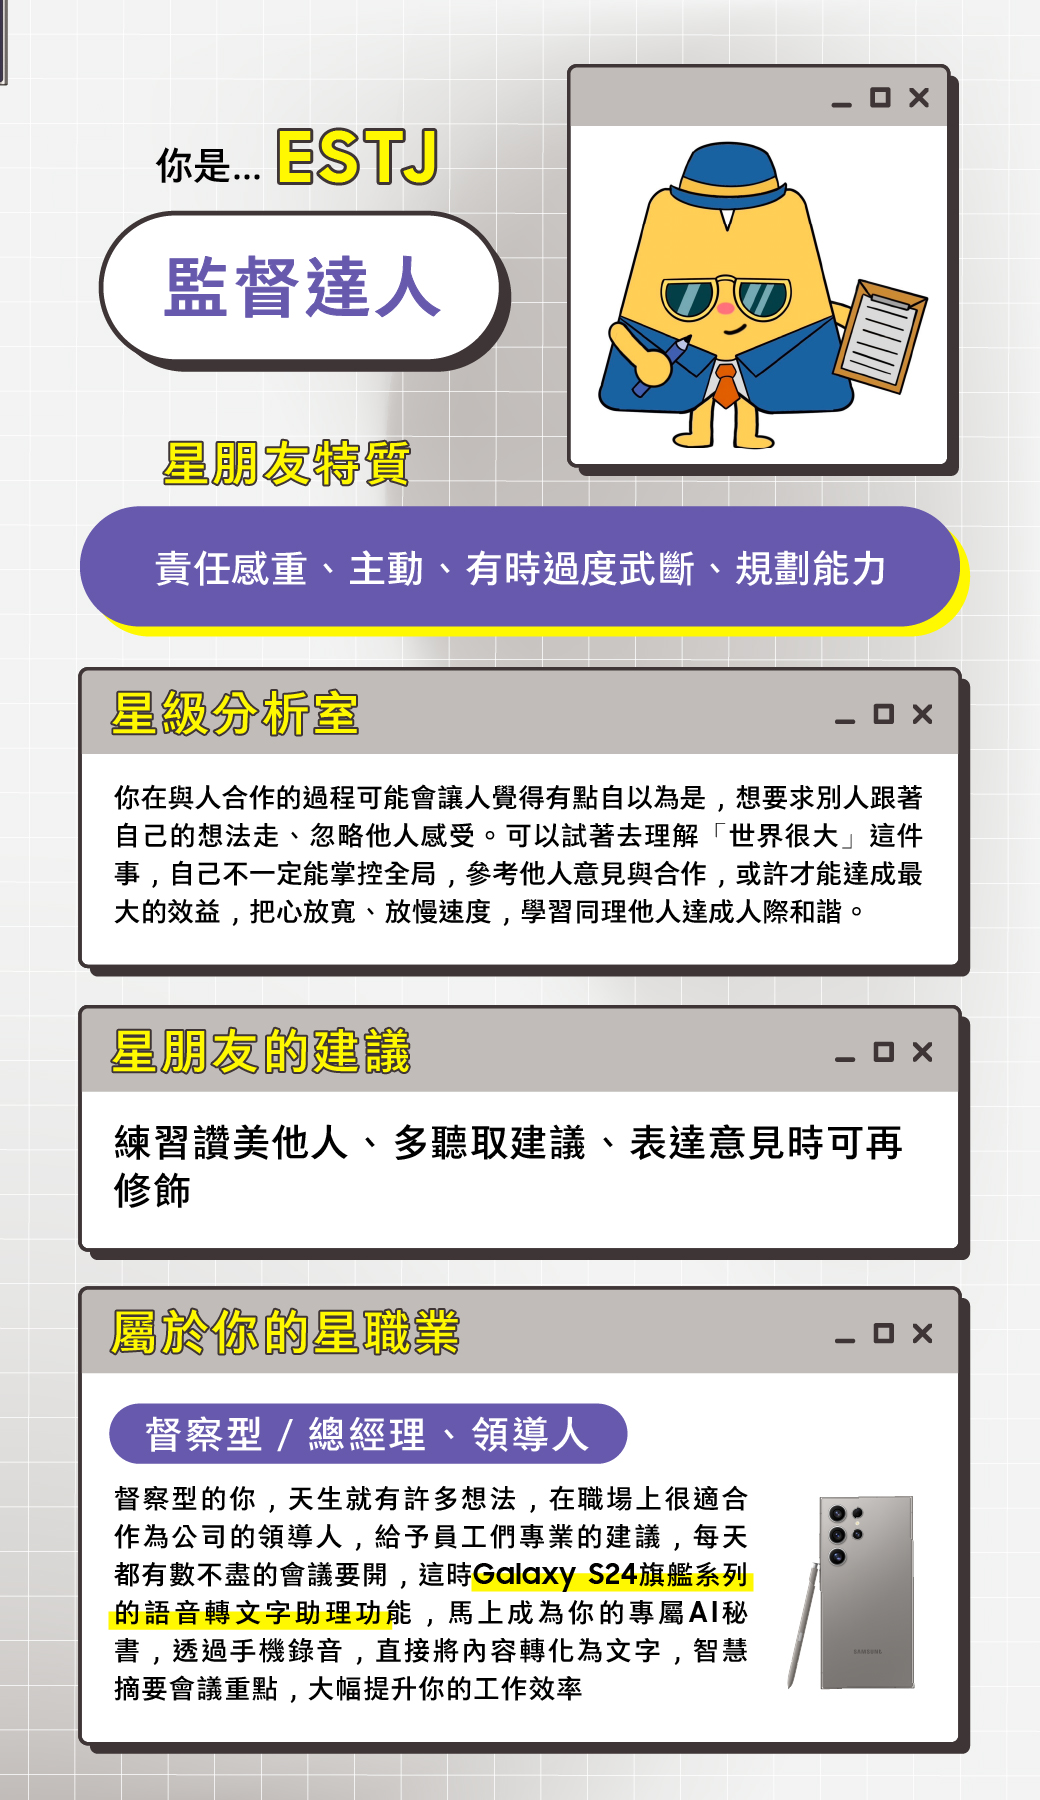 你是... ESTJ
監督達人
星朋友特質
責任感重、主動、有時過度武斷、規劃能力
星級分析室
你在與人合作的過程可能會讓人覺得有點自以為是，想要求別人跟著
自己的想法走、忽略他人感受。可以試著去理解「世界很大」這件
事，自己不一定能掌控全局，參考他人意見與合作，或許才能達成最
大的效益，把心放寬、放慢速度，學習同理他人達成人際和諧。
星朋友的建議
練習讚美他人、多聽取建議、表達意見時可再
修飾
屬於你的星職業
督察型 / 總經理、領導人
督察型的你，天生就有許多想法，在職場上很適合
作為公司的領導人，給予員工們專業的建議，每天
都有數不盡的會議要開，這時Galaxy S24旗艦系列
的語音轉文字助理功能，馬上成為你的專屬AI秘
書，透過手機錄音，直接將內容轉化為文字，智慧
摘要會議重點，大幅提升你的工作效率
SAMSUNG